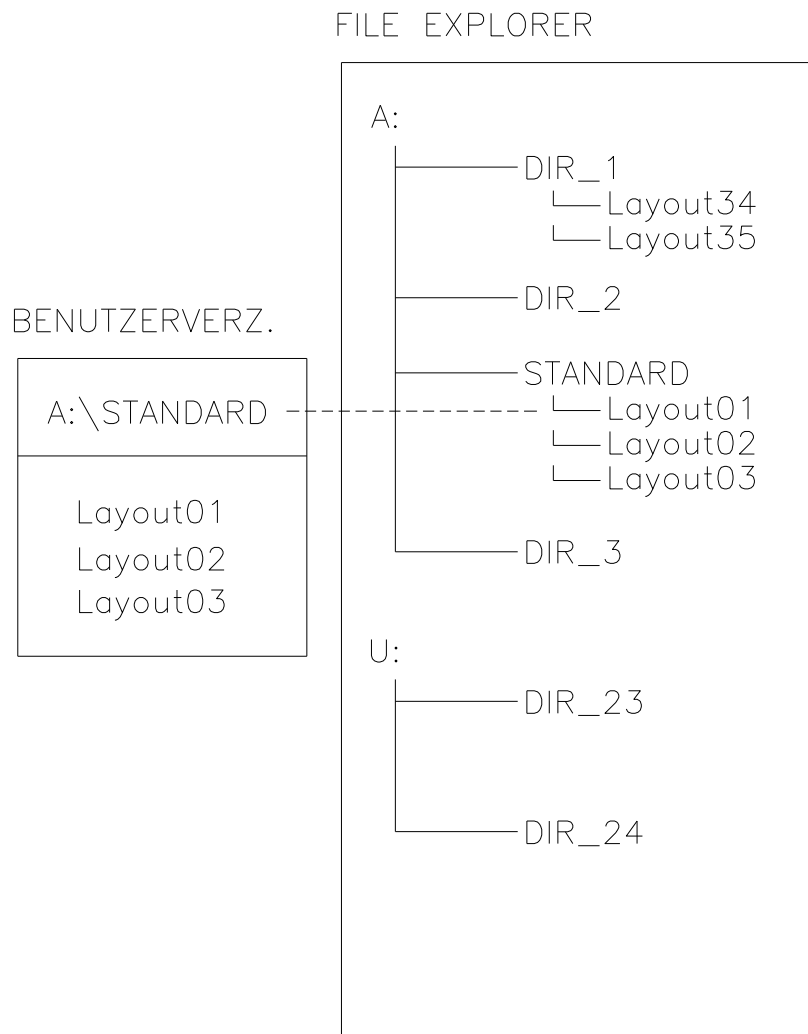 FILE EXPLORER
A:
DIR_1
Layout34
Layout35
DIR_2
STANDARD
Layout01
Layout02
Layout03
DIR_3
U:
DIR_23
DIR_24
BENUTZERVERZ.
A:\STANDARD
Layout01
Layout02
Layout03